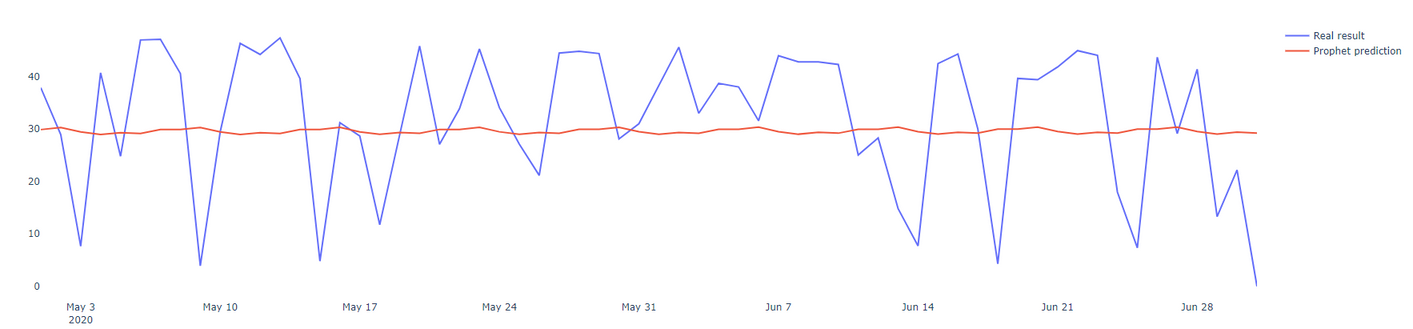 Real result
Prophet prediction
40
30
20
10
0
May 3
2020
May 10
May 17
May 24
May 31
Jun 7
Jun 14
Jun 21
Jun 28